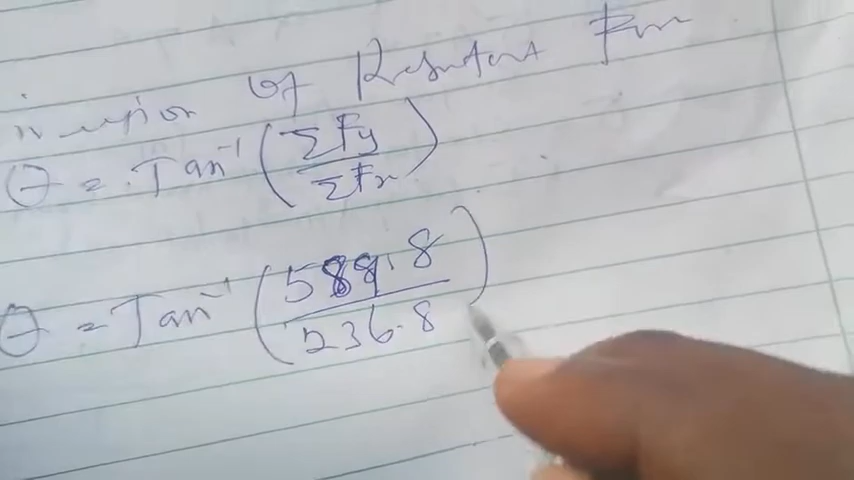 of Resultant
θ = Tan⁻¹ (ΣFy / ΣFx)
θ = Tan⁻¹ (589.8 / 236.8)